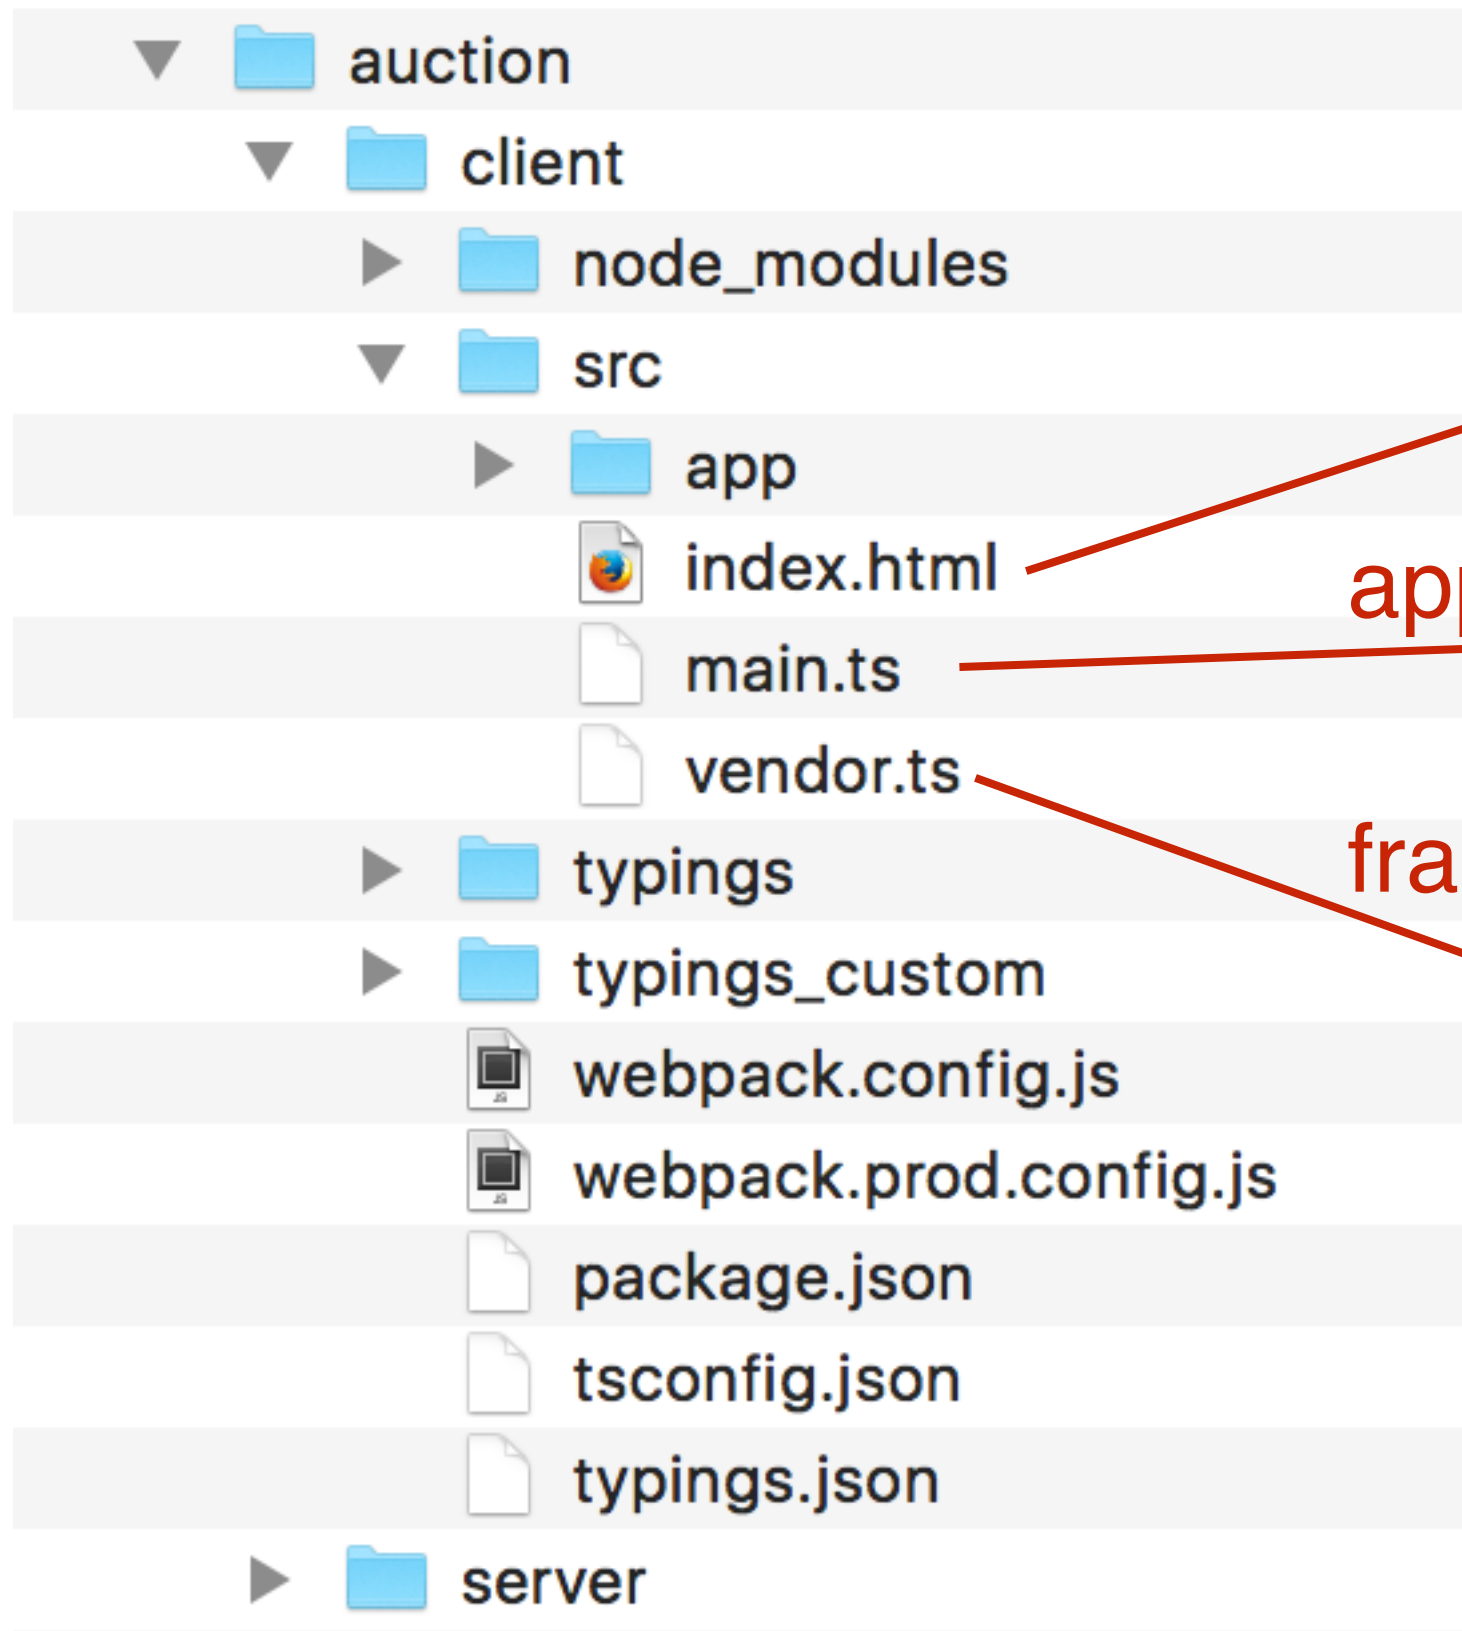 auction
client
node_modules
src
app
index.html
main.ts
vendor.ts
typings
typings_custom
webpack.config.js
webpack.prod.config.js
package.json
tsconfig.json
typings.json
server